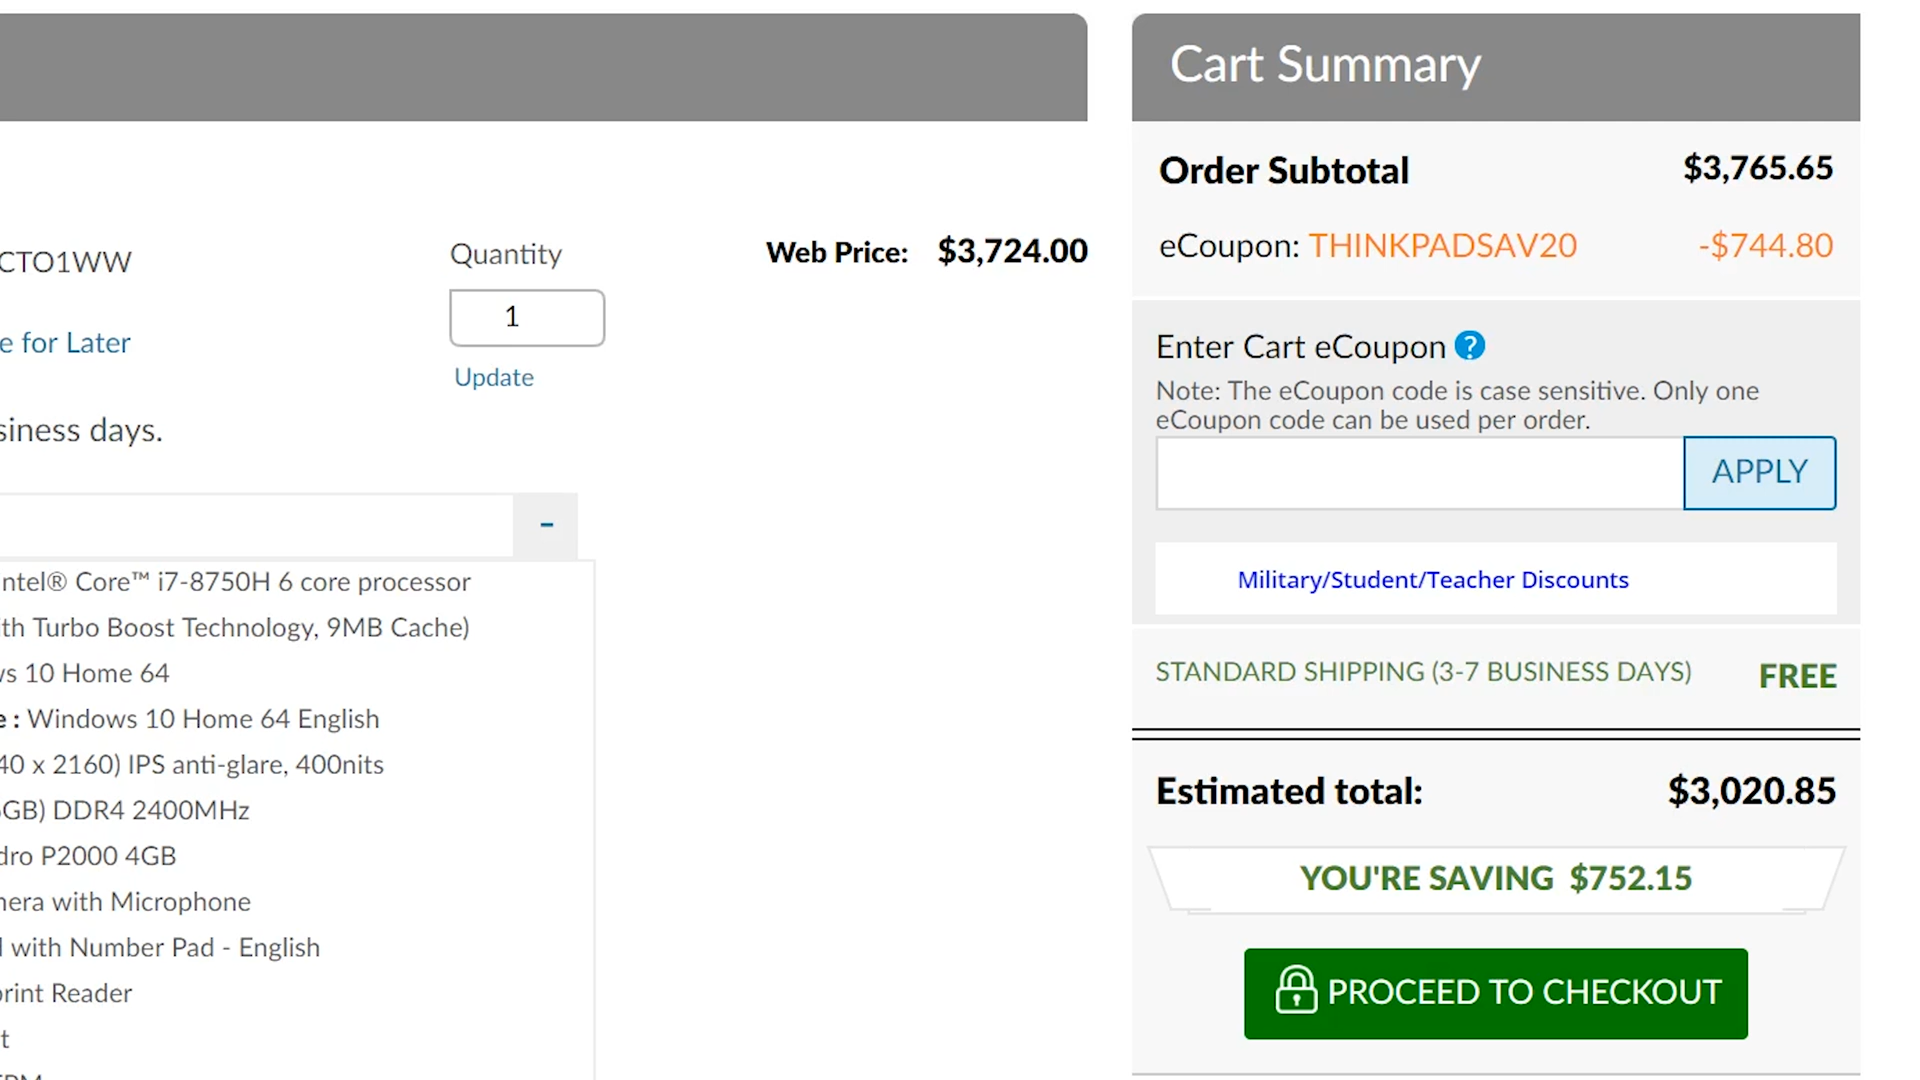 Cart Summary
Order Subtotal $3,765.65
eCoupon: THINKPADSAV20 -$744.80
CTO1WW
Quantity
Web Price: $3,724.00
1
e for Later
Update
siness days.
-
Enter Cart eCoupon ?
Note: The eCoupon code is case sensitive. Only one
eCoupon code can be used per order.
APPLY
Military/Student/Teacher Discounts
STANDARD SHIPPING (3-7 BUSINESS DAYS) FREE
Estimated total: $3,020.85
YOU'RE SAVING $752.15
PROCEED TO CHECKOUT
ntel® Core™ i7-8750H 6 core processor
ith Turbo Boost Technology, 9MB Cache)
ws 10 Home 64
e : Windows 10 Home 64 English
40 x 2160) IPS anti-glare, 400nits
GB) DDR4 2400MHz
dro P2000 4GB
nera with Microphone
d with Number Pad - English
print Reader
t